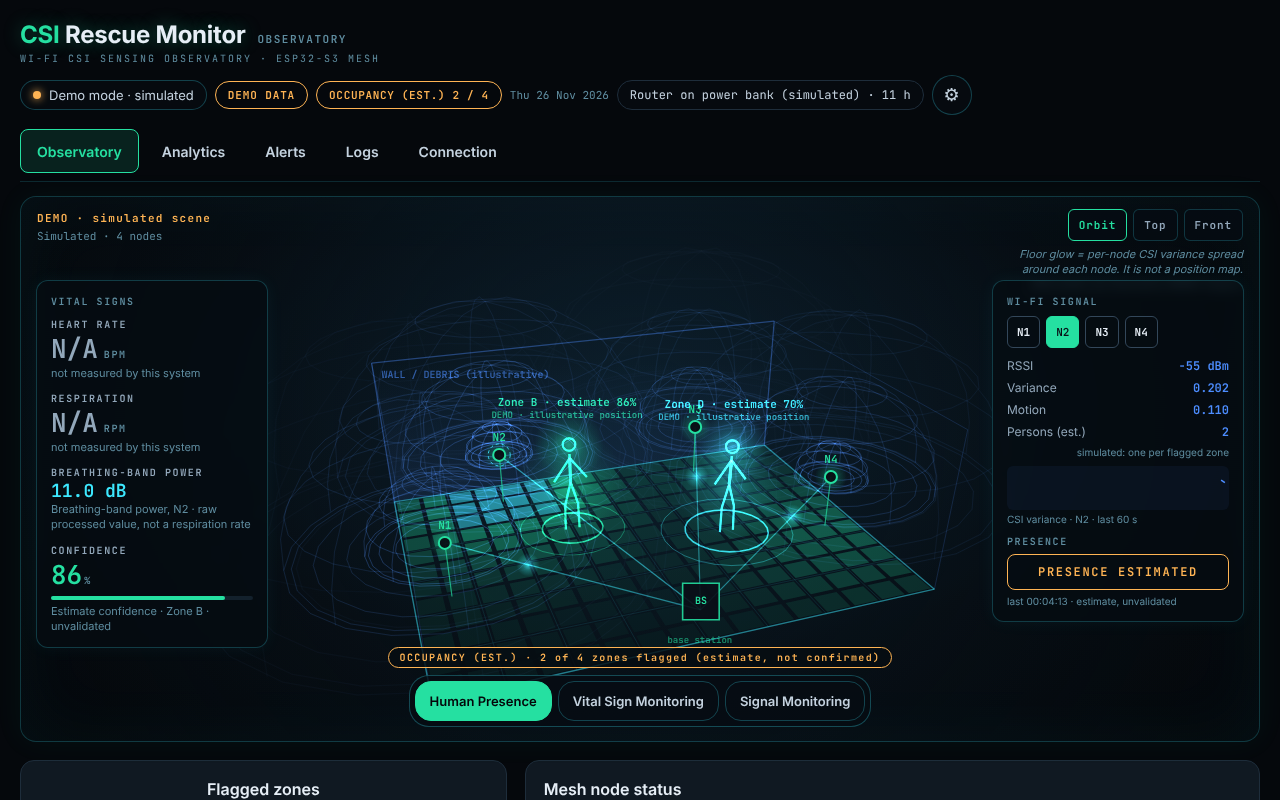 CSI Rescue Monitor OBSERVATORY
WI-FI CSI SENSING OBSERVATORY · ESP32-S3 MESH
Demo mode · simulated
DEMO DATA
OCCUPANCY (EST.) 2 / 4
Thu 26 Nov 2026
Router on power bank (simulated) · 11 h
Observatory
Analytics
Alerts
Logs
Connection
DEMO · simulated scene
Simulated · 4 nodes
Orbit
Top
Front
Floor glow = per-node CSI variance spread
around each node. It is not a position map.
VITAL SIGNS
HEART RATE
N/A BPM
not measured by this system
RESPIRATION
N/A RPM
not measured by this system
BREATHING-BAND POWER
11.0 dB
Breathing-band power, N2 · raw
processed value, not a respiration rate
CONFIDENCE
86%
Estimate confidence · Zone B ·
unvalidated
WALL / DEBRIS (illustrative)
Zone B · estimate 86%
DEMO · illustrative position
Zone D · estimate 70%
DEMO · illustrative position
N3
N2
N4
N1
BS
base station
WI-FI SIGNAL
N1
N2
N3
N4
RSSI -55 dBm
Variance 0.202
Motion 0.110
Persons (est.) 2
simulated: one per flagged zone
CSI variance · N2 · last 60 s
PRESENCE
PRESENCE ESTIMATED
last 00:04:13 · estimate, unvalidated
OCCUPANCY (EST.) · 2 of 4 zones flagged (estimate, not confirmed)
Human Presence
Vital Sign Monitoring
Signal Monitoring
Flagged zones
Mesh node status